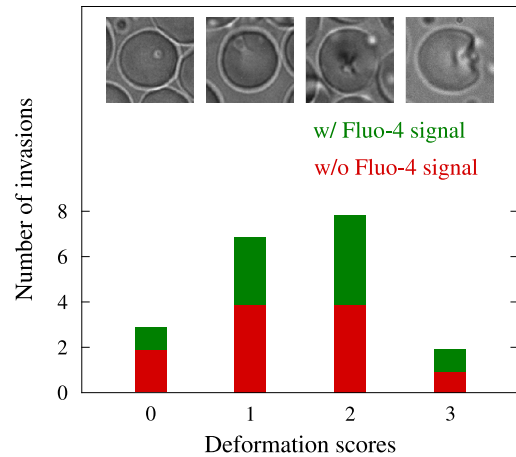 w/ Fluo-4 signal
w/o Fluo-4 signal
Number of invasions
8
6
4
2
0
0 1 2 3
Deformation scores